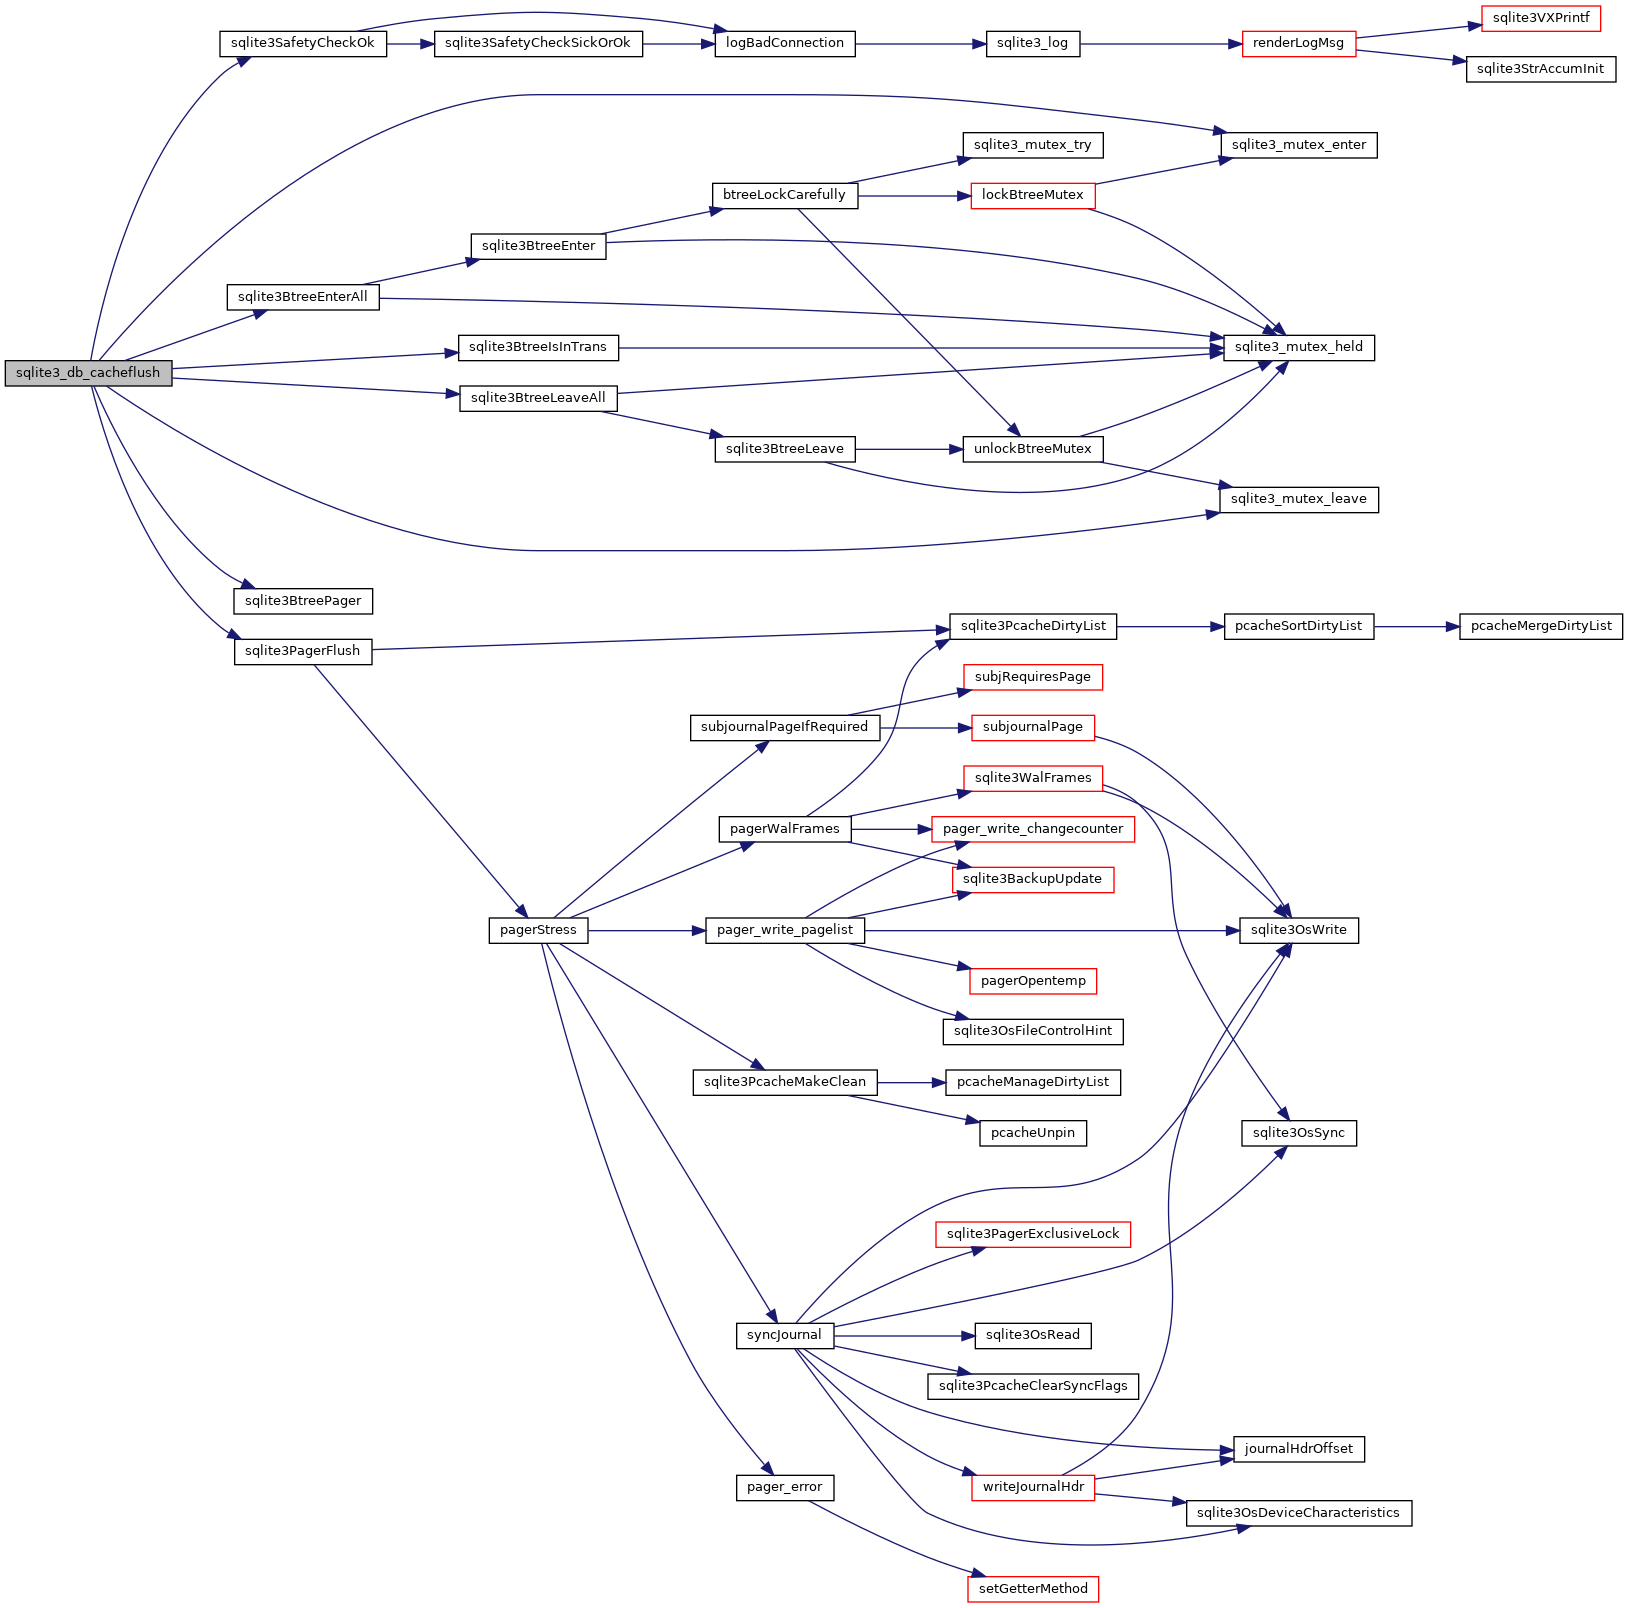 sqlite3VXPrintf
sqlite3SafetyCheckOk
sqlite3SafetyCheckSickOrOk
logBadConnection
sqlite3_log
renderLogMsg
sqlite3StrAccumInit
sqlite3_mutex_try
sqlite3_mutex_enter
btreeLockCarefully
lockBtreeMutex
sqlite3BtreeEnter
sqlite3BtreeEnterAll
sqlite3BtreeIsInTrans
sqlite3_mutex_held
sqlite3_db_cacheflush
sqlite3BtreeLeaveAll
sqlite3BtreeLeave
unlockBtreeMutex
sqlite3_mutex_leave
sqlite3BtreePager
sqlite3PagerFlush
sqlite3PcacheDirtyList
pcacheSortDirtyList
pcacheMergeDirtyList
subjRequiresPage
subjournalPageIfRequired
subjournalPage
sqlite3WalFrames
pagerWalFrames
pager_write_changecounter
sqlite3BackupUpdate
pagerStress
pager_write_pagelist
sqlite3OsWrite
pagerOpentemp
sqlite3OsFileControlHint
sqlite3PcacheMakeClean
pcacheManageDirtyList
pcacheUnpin
sqlite3OsSync
sqlite3PagerExclusiveLock
syncJournal
sqlite3OsRead
sqlite3PcacheClearSyncFlags
journalHdrOffset
pager_error
writeJournalHdr
sqlite3OsDeviceCharacteristics
setGetterMethod